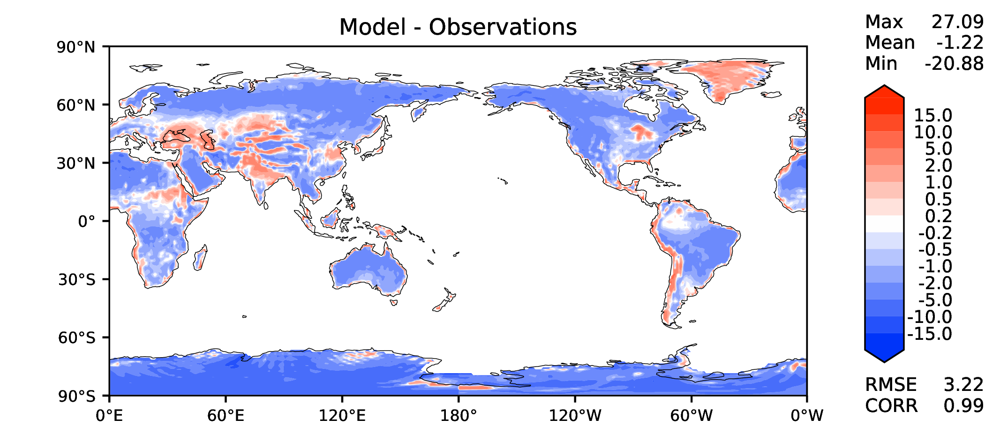 Model - Observations
Max 27.09
Mean -1.22
Min -20.88
90°N
60°N
30°N
0°
30°S
60°S
90°S
0°E 60°E 120°E 180° 120°W 60°W 0°W
15.0
10.0
5.0
2.0
1.0
0.5
0.2
-0.2
-0.5
-1.0
-2.0
-5.0
-10.0
-15.0
RMSE 3.22
CORR 0.99